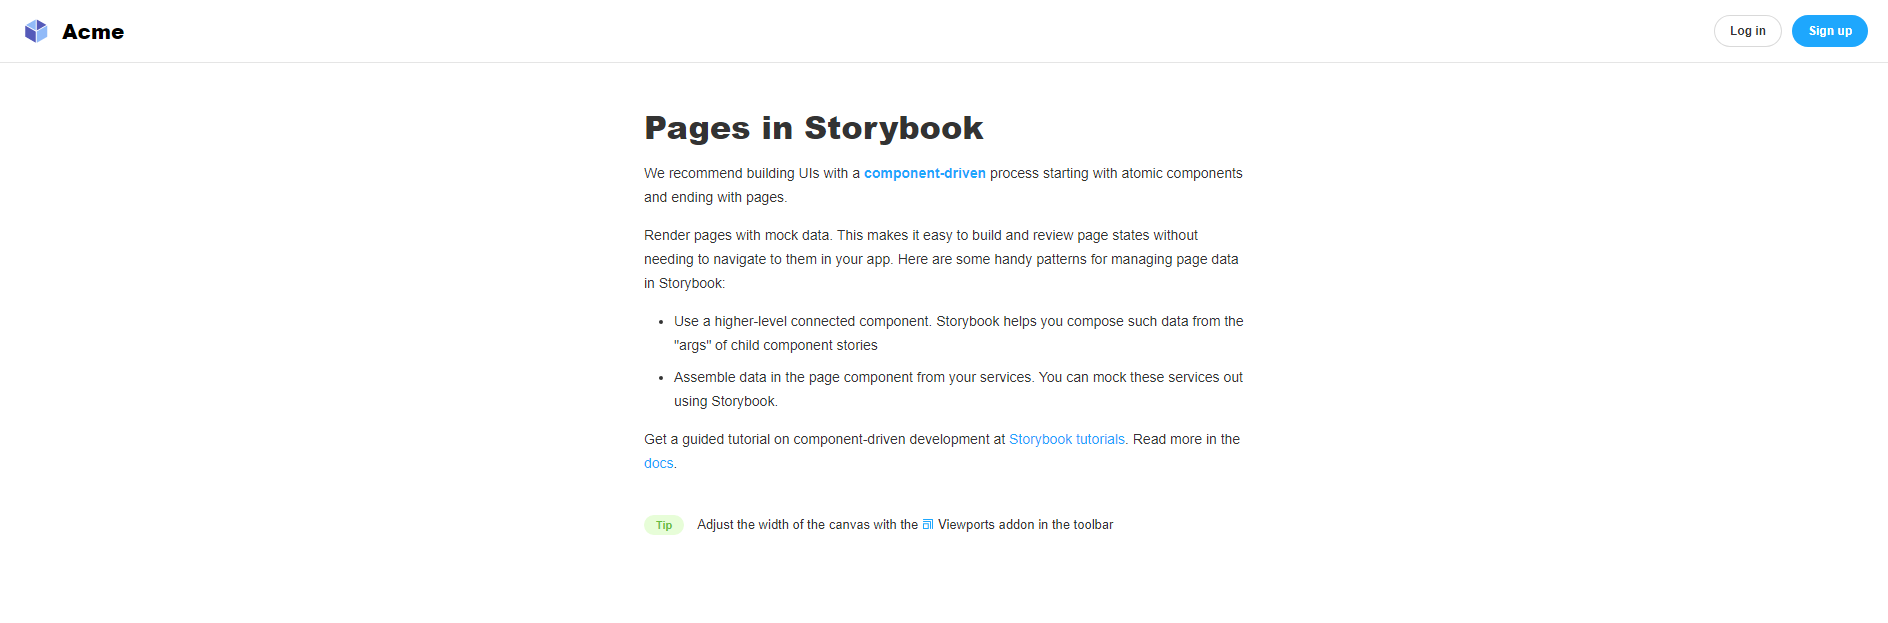 Acme
Log in
Sign up
Pages in Storybook
We recommend building UIs with a component-driven process starting with atomic components
and ending with pages.
Render pages with mock data. This makes it easy to build and review page states without
needing to navigate to them in your app. Here are some handy patterns for managing page data
in Storybook:
• Use a higher-level connected component. Storybook helps you compose such data from the
"args" of child component stories
• Assemble data in the page component from your services. You can mock these services out
using Storybook.
Get a guided tutorial on component-driven development at Storybook tutorials. Read more in the
docs.
Tip Adjust the width of the canvas with the Viewports addon in the toolbar